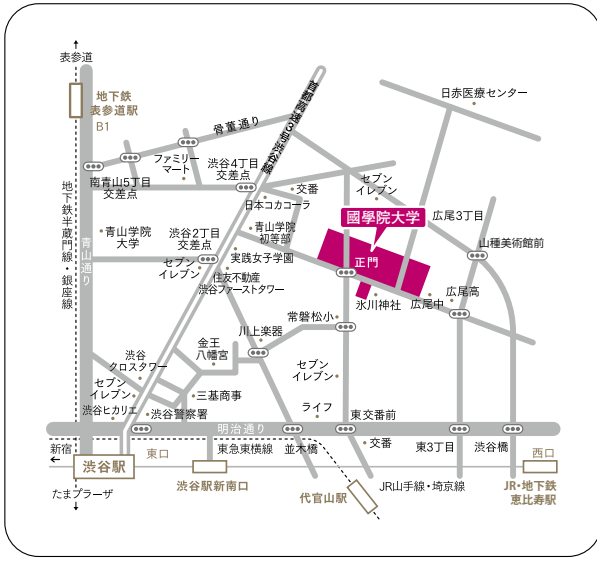 表参道
地下鉄
表参道駅
B1
骨董通り
首都高速3号渋谷線
日赤医療センター
ファミリー
マート
渋谷4丁目
交差点
セブン
イレブン
南青山5丁目
交差点
交番
日本コカコーラ
國學院大学
広尾3丁目
地下鉄半蔵門線・銀座線
青山通り
青山学院
大学
渋谷2丁目
交差点
青山学院
初等部
山種美術館前
実践女子学園
正門
セブン
イレブン
住友不動産
渋谷ファーストタワー
氷川神社
広尾中
広尾高
常磐松小
川上楽器
金王
八幡宮
渋谷
クロスタワー
セブン
イレブン
セブン
イレブン
三基商事
渋谷ヒカリエ
渋谷警察署
ライフ
東交番前
明治通り
新宿
東口
東急東横線
並木橋
交番
東3丁目
渋谷橋
西口
渋谷駅
渋谷駅新南口
JR山手線・埼京線
JR・地下鉄
恵比寿駅
たまプラーザ
代官山駅